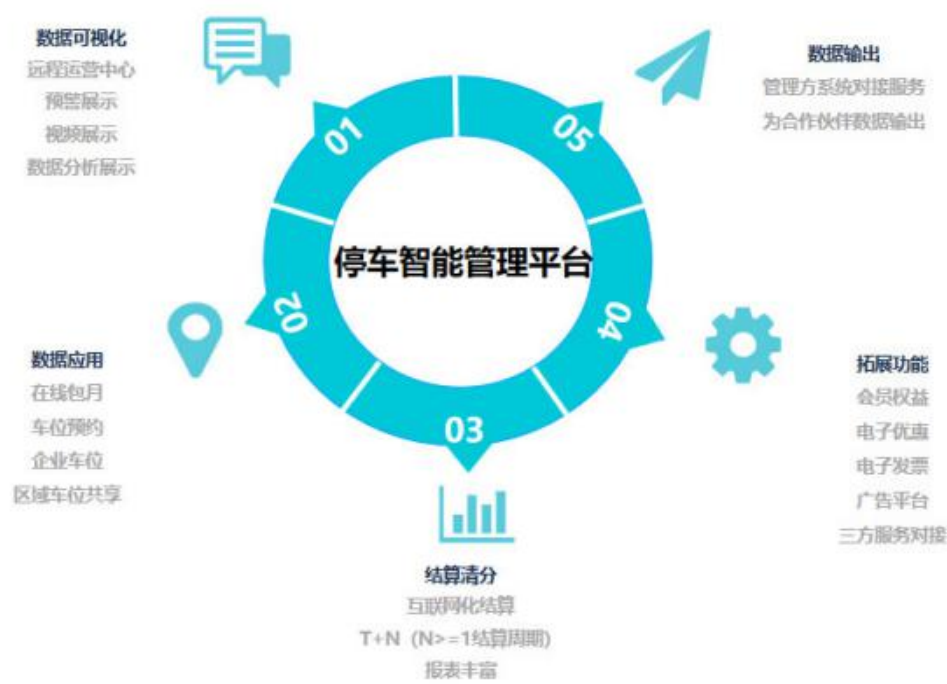 数据可视化
远程运营中心
预警展示
视频展示
数据分析展示
01
02
数据应用
在线包月
车位预约
企业车位
区域车位共享
停车智能管理平台
03
结算清分
互联网化结算
T+N（N>=1结算周期)
报表丰富
04
拓展功能
会员权益
电子优惠
电子发票
广告平台
三方服务对接
05
数据输出
管理方系统对接服务
为合作伙伴数据输出